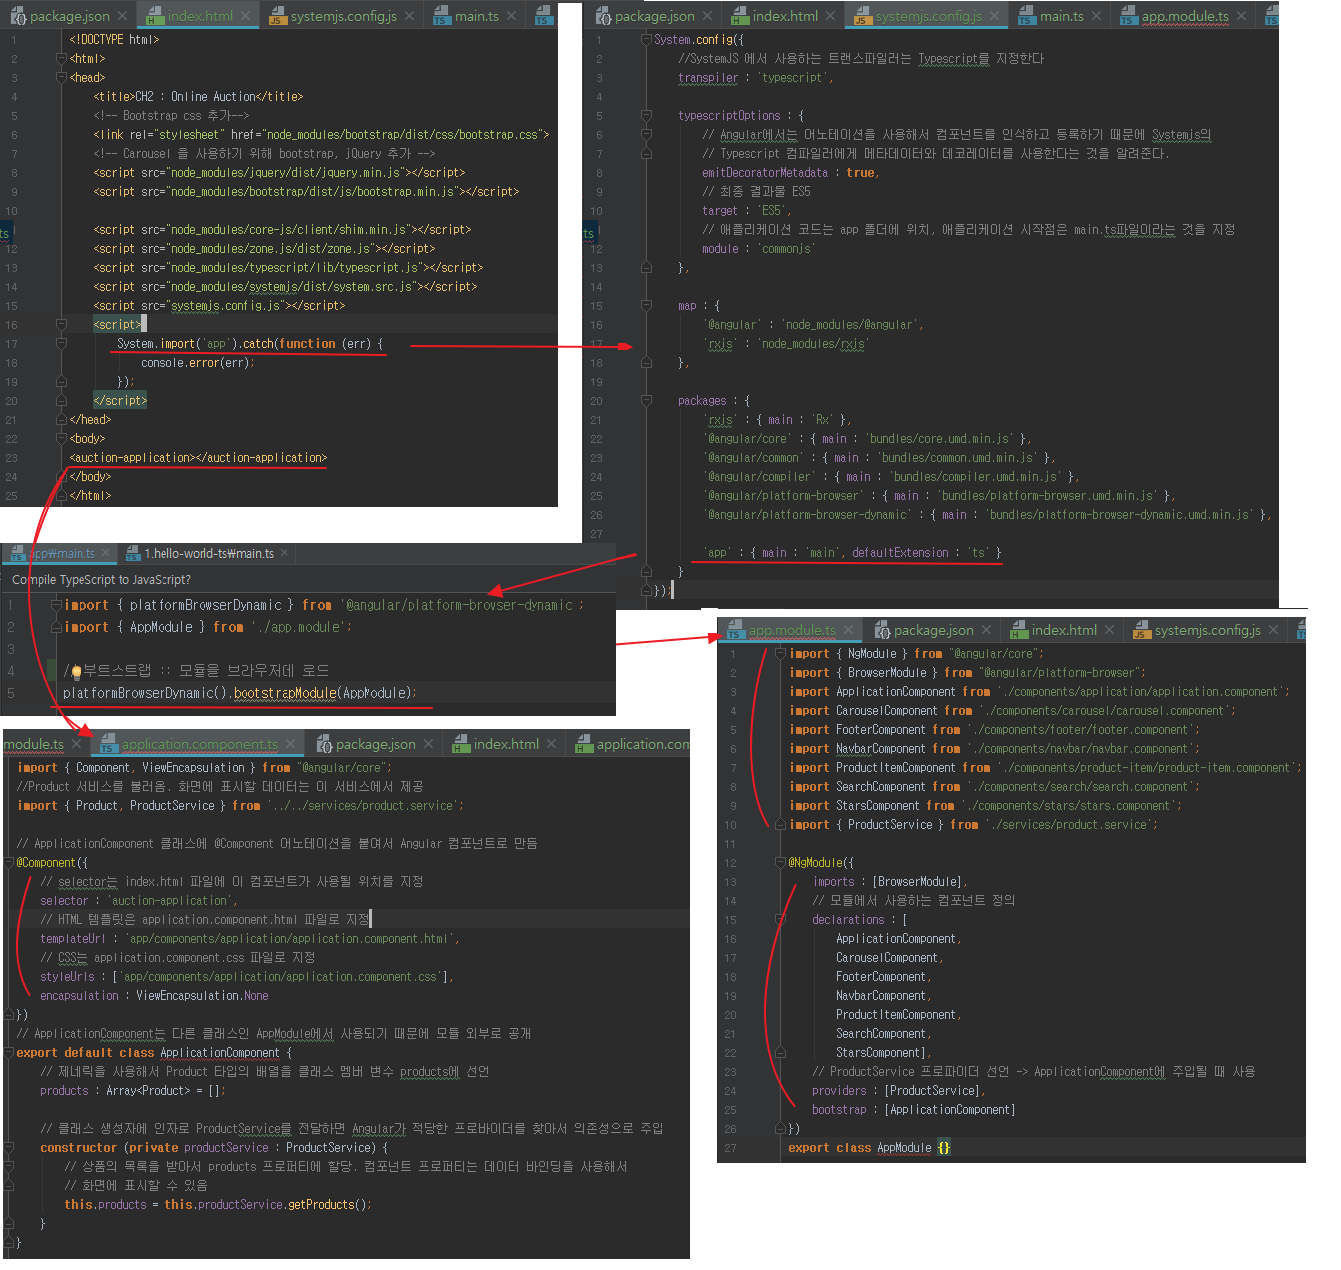 package.json
index.html
systemjs.config.js
main.ts
1 <!DOCTYPE html>
2 <html>
3 <head>
4 <title>CH2 : Online Auction</title>
5 <!-- Bootstrap css 추가-->
6 <link rel="stylesheet" href="node_modules/bootstrap/dist/css/bootstrap.css">
7 <!-- Carousel 을 사용하기 위해 bootstrap, jQuery 추가 -->
8 <script src="node_modules/jquery/dist/jquery.min.js"></script>
9 <script src="node_modules/bootstrap/dist/js/bootstrap.min.js"></script>
10
ts <script src="node_modules/core-js/client/shim.min.js"></script>
12 <script src="node_modules/zone.js/dist/zone.js"></script>
13 <script src="node_modules/typescript/lib/typescript.js"></script>
14 <script src="node_modules/systemjs/dist/system.src.js"></script>
15 <script src="systemjs.config.js"></script>
16 <script>
17 System.import('app').catch(function (err) {
18 console.error(err);
19 });
20 </script>
21 </head>
22 <body>
23 <auction-application></auction-application>
24 </body>
25 </html>
package.json
index.html
systemjs.config.js
main.ts
app.module.ts
1 System.config({
2 //SystemJS 에서 사용하는 트랜스파일러는 Typescript를 지정한다
3 transpiler : 'typescript',
4
5 typescriptOptions : {
6 // Angular에서는 어노테이션을 사용해서 컴포넌트를 인식하고 등록하기 때문에 Systemjs의
7 // Typescript 컴파일러에게 메타데이터와 데코레이터를 사용한다는 것을 알려준다.
8 emitDecoratorMetadata : true,
9 // 최종 결과물 ES5
10 target : 'ES5',
ts // 애플리케이션 코드는 app 폴더에 위치, 애플리케이션 시작점은 main.ts파일이라는 것을 지정
12 module : 'commonjs'
13 },
14
15 map : {
16 '@angular' : 'node_modules/@angular',
17 'rxjs' : 'node_modules/rxjs'
18 },
19
20 packages : {
21 'rxjs' : { main : 'Rx' },
22 '@angular/core' : { main : 'bundles/core.umd.min.js' },
23 '@angular/common' : { main : 'bundles/common.umd.min.js' },
24 '@angular/compiler' : { main : 'bundles/compiler.umd.min.js' },
25 '@angular/platform-browser' : { main : 'bundles/platform-browser.umd.min.js' },
26 '@angular/platform-browser-dynamic' : { main : 'bundles/platform-browser-dynamic.umd.min.js' },
27
'app' : { main : 'main', defaultExtension : 'ts' }
}
});
app₩main.ts
1.hello-world-ts₩main.ts
Compile TypeScript to JavaScript?
1 import { platformBrowserDynamic } from '@angular/platform-browser-dynamic';
2 import { AppModule } from './app.module';
3
4 // 부트스트랩 :: 모듈을 브라우저데 로드
5 platformBrowserDynamic().bootstrapModule(AppModule);
app.module.ts
package.json
index.html
systemjs.config.js
1 import { NgModule } from "@angular/core";
2 import { BrowserModule } from "@angular/platform-browser";
3 import ApplicationComponent from './components/application/application.component';
4 import CarouselComponent from './components/carousel/carousel.component';
5 import FooterComponent from './components/footer/footer.component';
6 import NavbarComponent from './components/navbar/navbar.component';
7 import ProductItemComponent from './components/product-item/product-item.component';
8 import SearchComponent from './components/search/search.component';
9 import StarsComponent from './components/stars/stars.component';
10 import { ProductService } from './services/product.service';
11
12 @NgModule({
13 imports : [BrowserModule],
14 // 모듈에서 사용하는 컴포넌트 정의
15 declarations : [
16 ApplicationComponent,
17 CarouselComponent,
18 FooterComponent,
19 NavbarComponent,
20 ProductItemComponent,
21 SearchComponent,
22 StarsComponent],
23 // ProductService 프로파이더 선언 -> ApplicationComponent에 주입될 때 사용
24 providers : [ProductService],
25 bootstrap : [ApplicationComponent]
26 })
27 export class AppModule {}
module.ts
application.component.ts
package.json
index.html
application.com
import { Component, ViewEncapsulation } from "@angular/core";
//Product 서비스를 불러옴. 화면에 표시할 데이터는 이 서비스에서 제공
import { Product, ProductService } from '../../services/product.service';
// ApplicationComponent 클래스에 @Component 어노테이션을 붙여서 Angular 컴포넌트로 만듬
@Component({
// selector는 index.html 파일에 이 컴포넌트가 사용될 위치를 지정
selector : 'auction-application',
// HTML 템플릿은 application.component.html 파일로 지정
templateUrl : 'app/components/application/application.component.html',
// CSS는 application.component.css 파일로 지정
styleUrls : ['app/components/application/application.component.css'],
encapsulation : ViewEncapsulation.None
})
// ApplicationComponent는 다른 클래스인 AppModule에서 사용되기 때문에 모듈 외부로 공개
export default class ApplicationComponent {
// 제네릭을 사용해서 Product 타입의 배열을 클래스 멤버 변수 products에 선언
products : Array<Product> = [];
// 클래스 생성자에 인자로 ProductService를 전달하면 Angular가 적당한 프로바이더를 찾아서 의존성으로 주입
constructor (private productService : ProductService) {
// 상품의 목록을 받아서 products 프로퍼티에 할당. 컴포넌트 프로퍼티는 데이터 바인딩을 사용해서
// 화면에 표시할 수 있음
this.products = this.productService.getProducts();
}
}